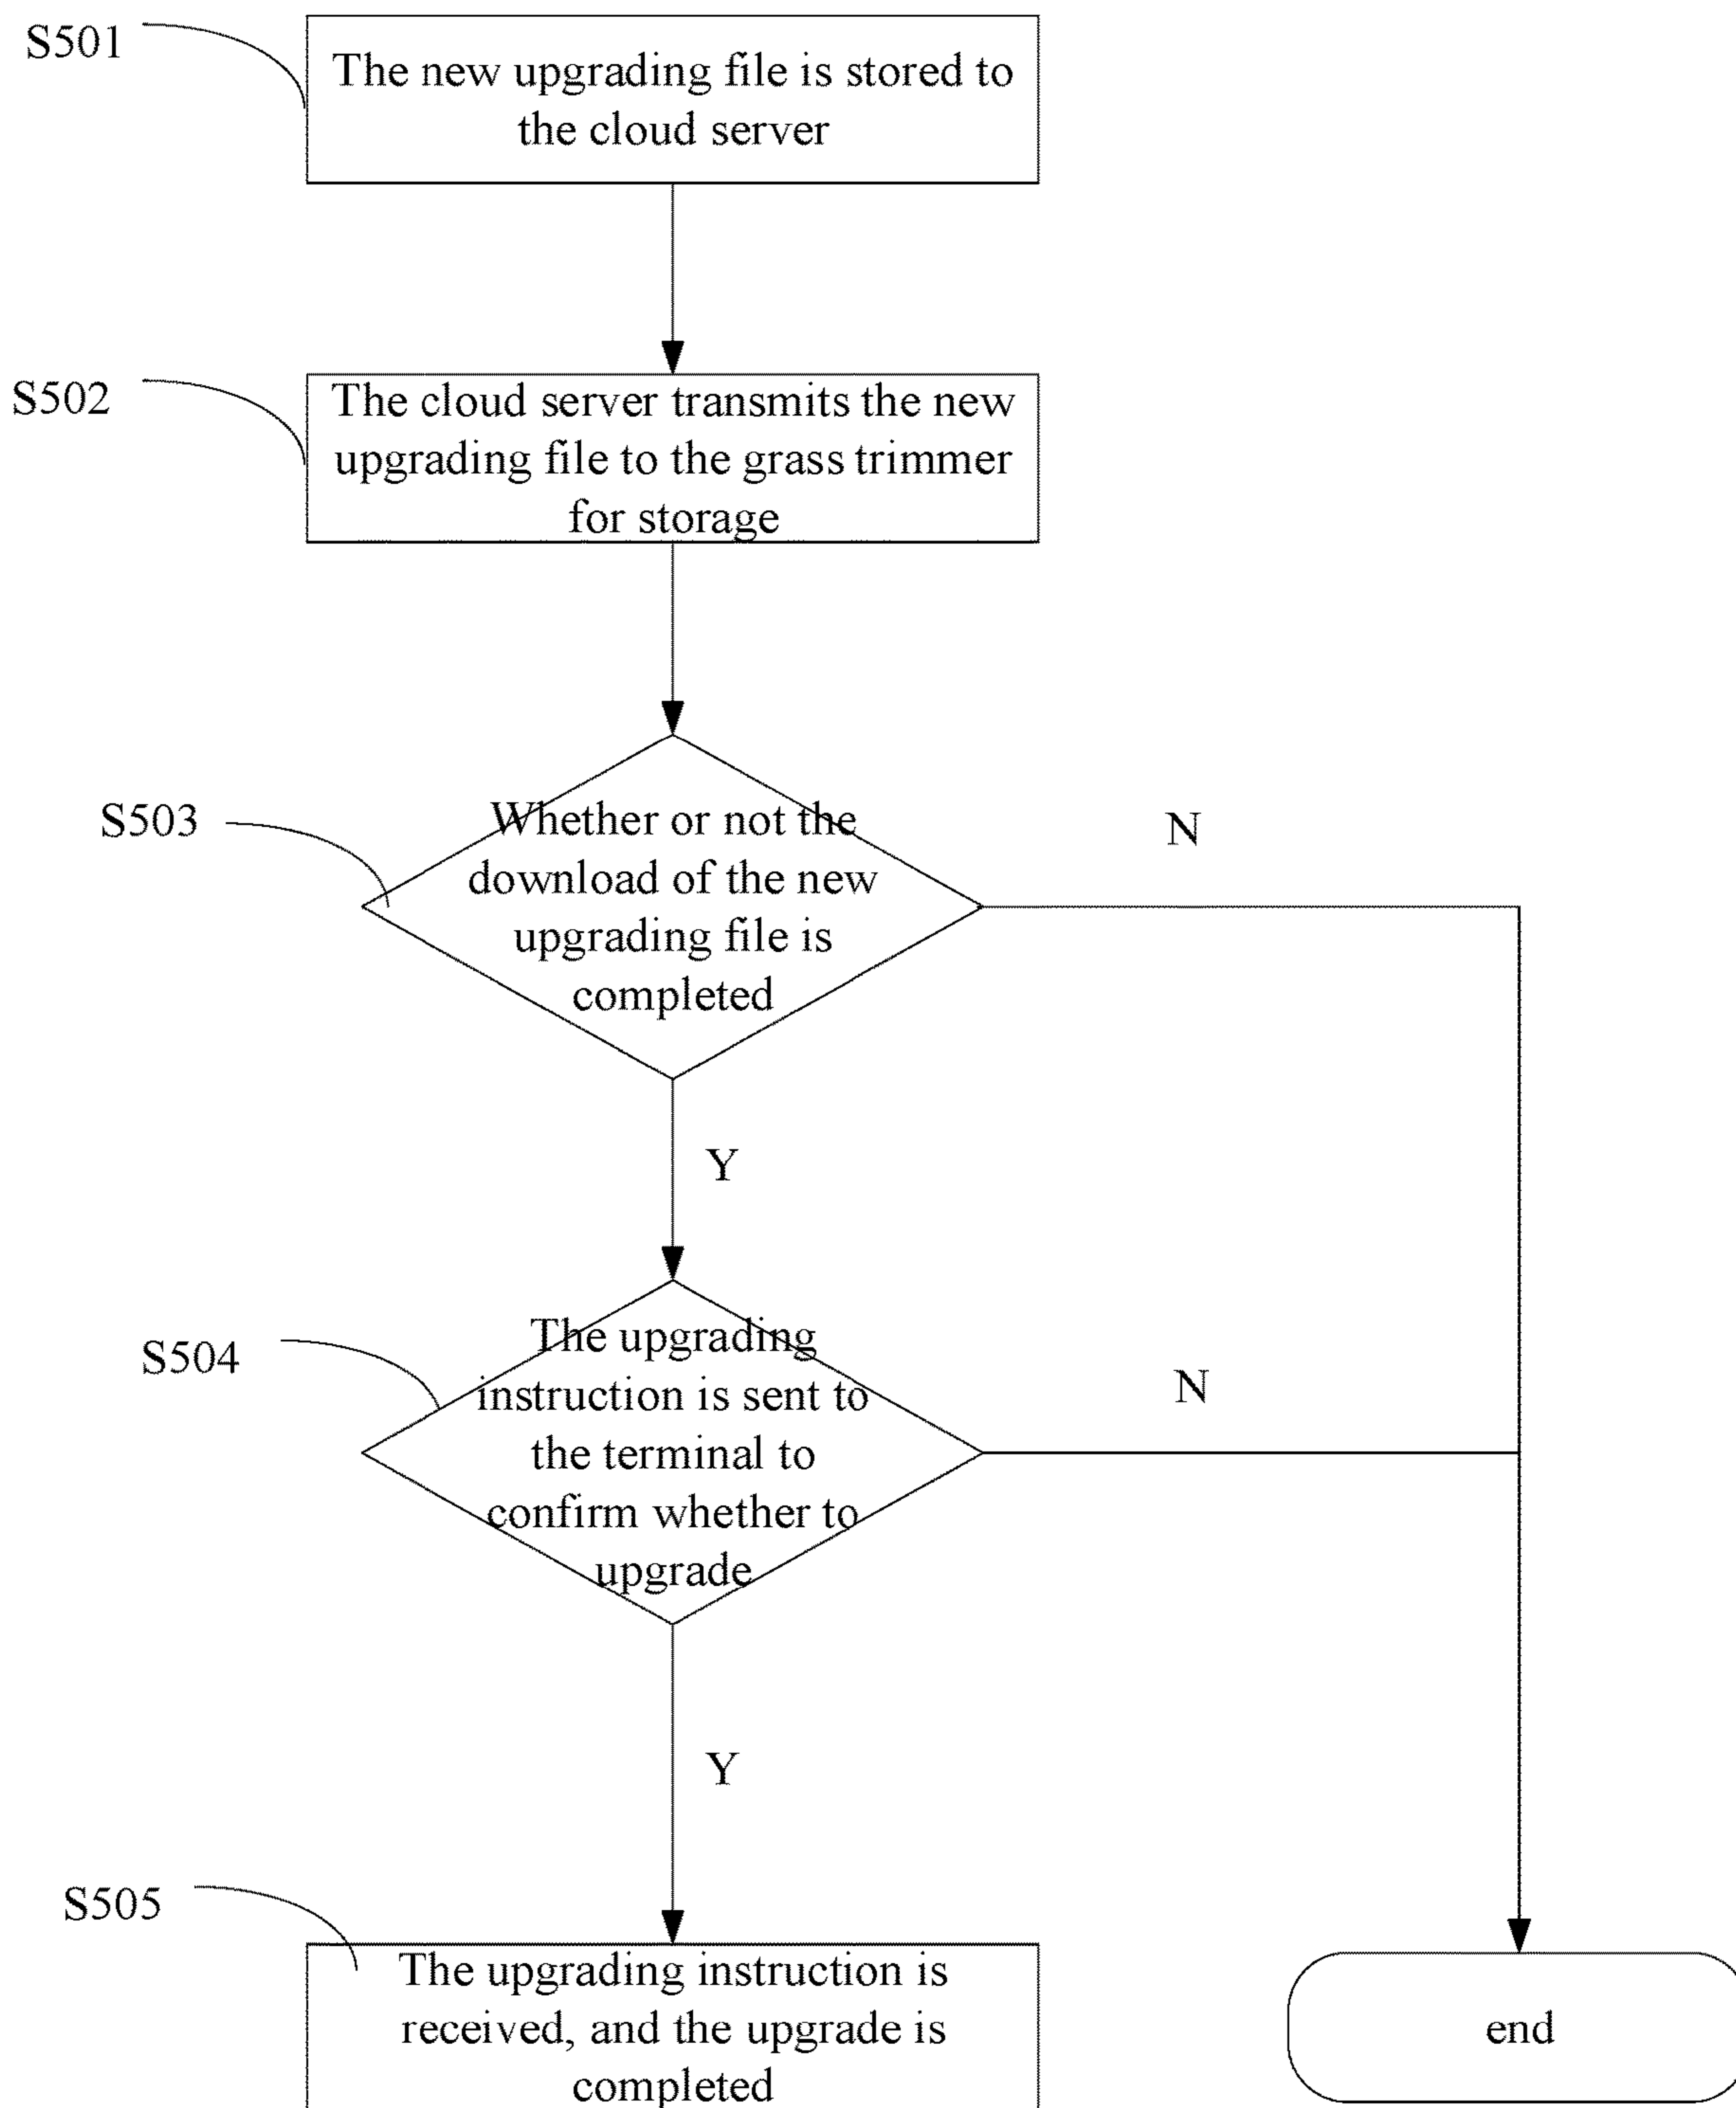 S501
The new upgrading file is stored to
the cloud server
S502
The cloud server transmits the new
upgrading file to the grass trimmer
for storage
S503
Whether or not the
download of the new
upgrading file is
completed
N
Y
S504
The upgrading
instruction is sent to
the terminal to
confirm whether to
upgrade
N
Y
S505
The upgrading instruction is
received, and the upgrade is
completed
end